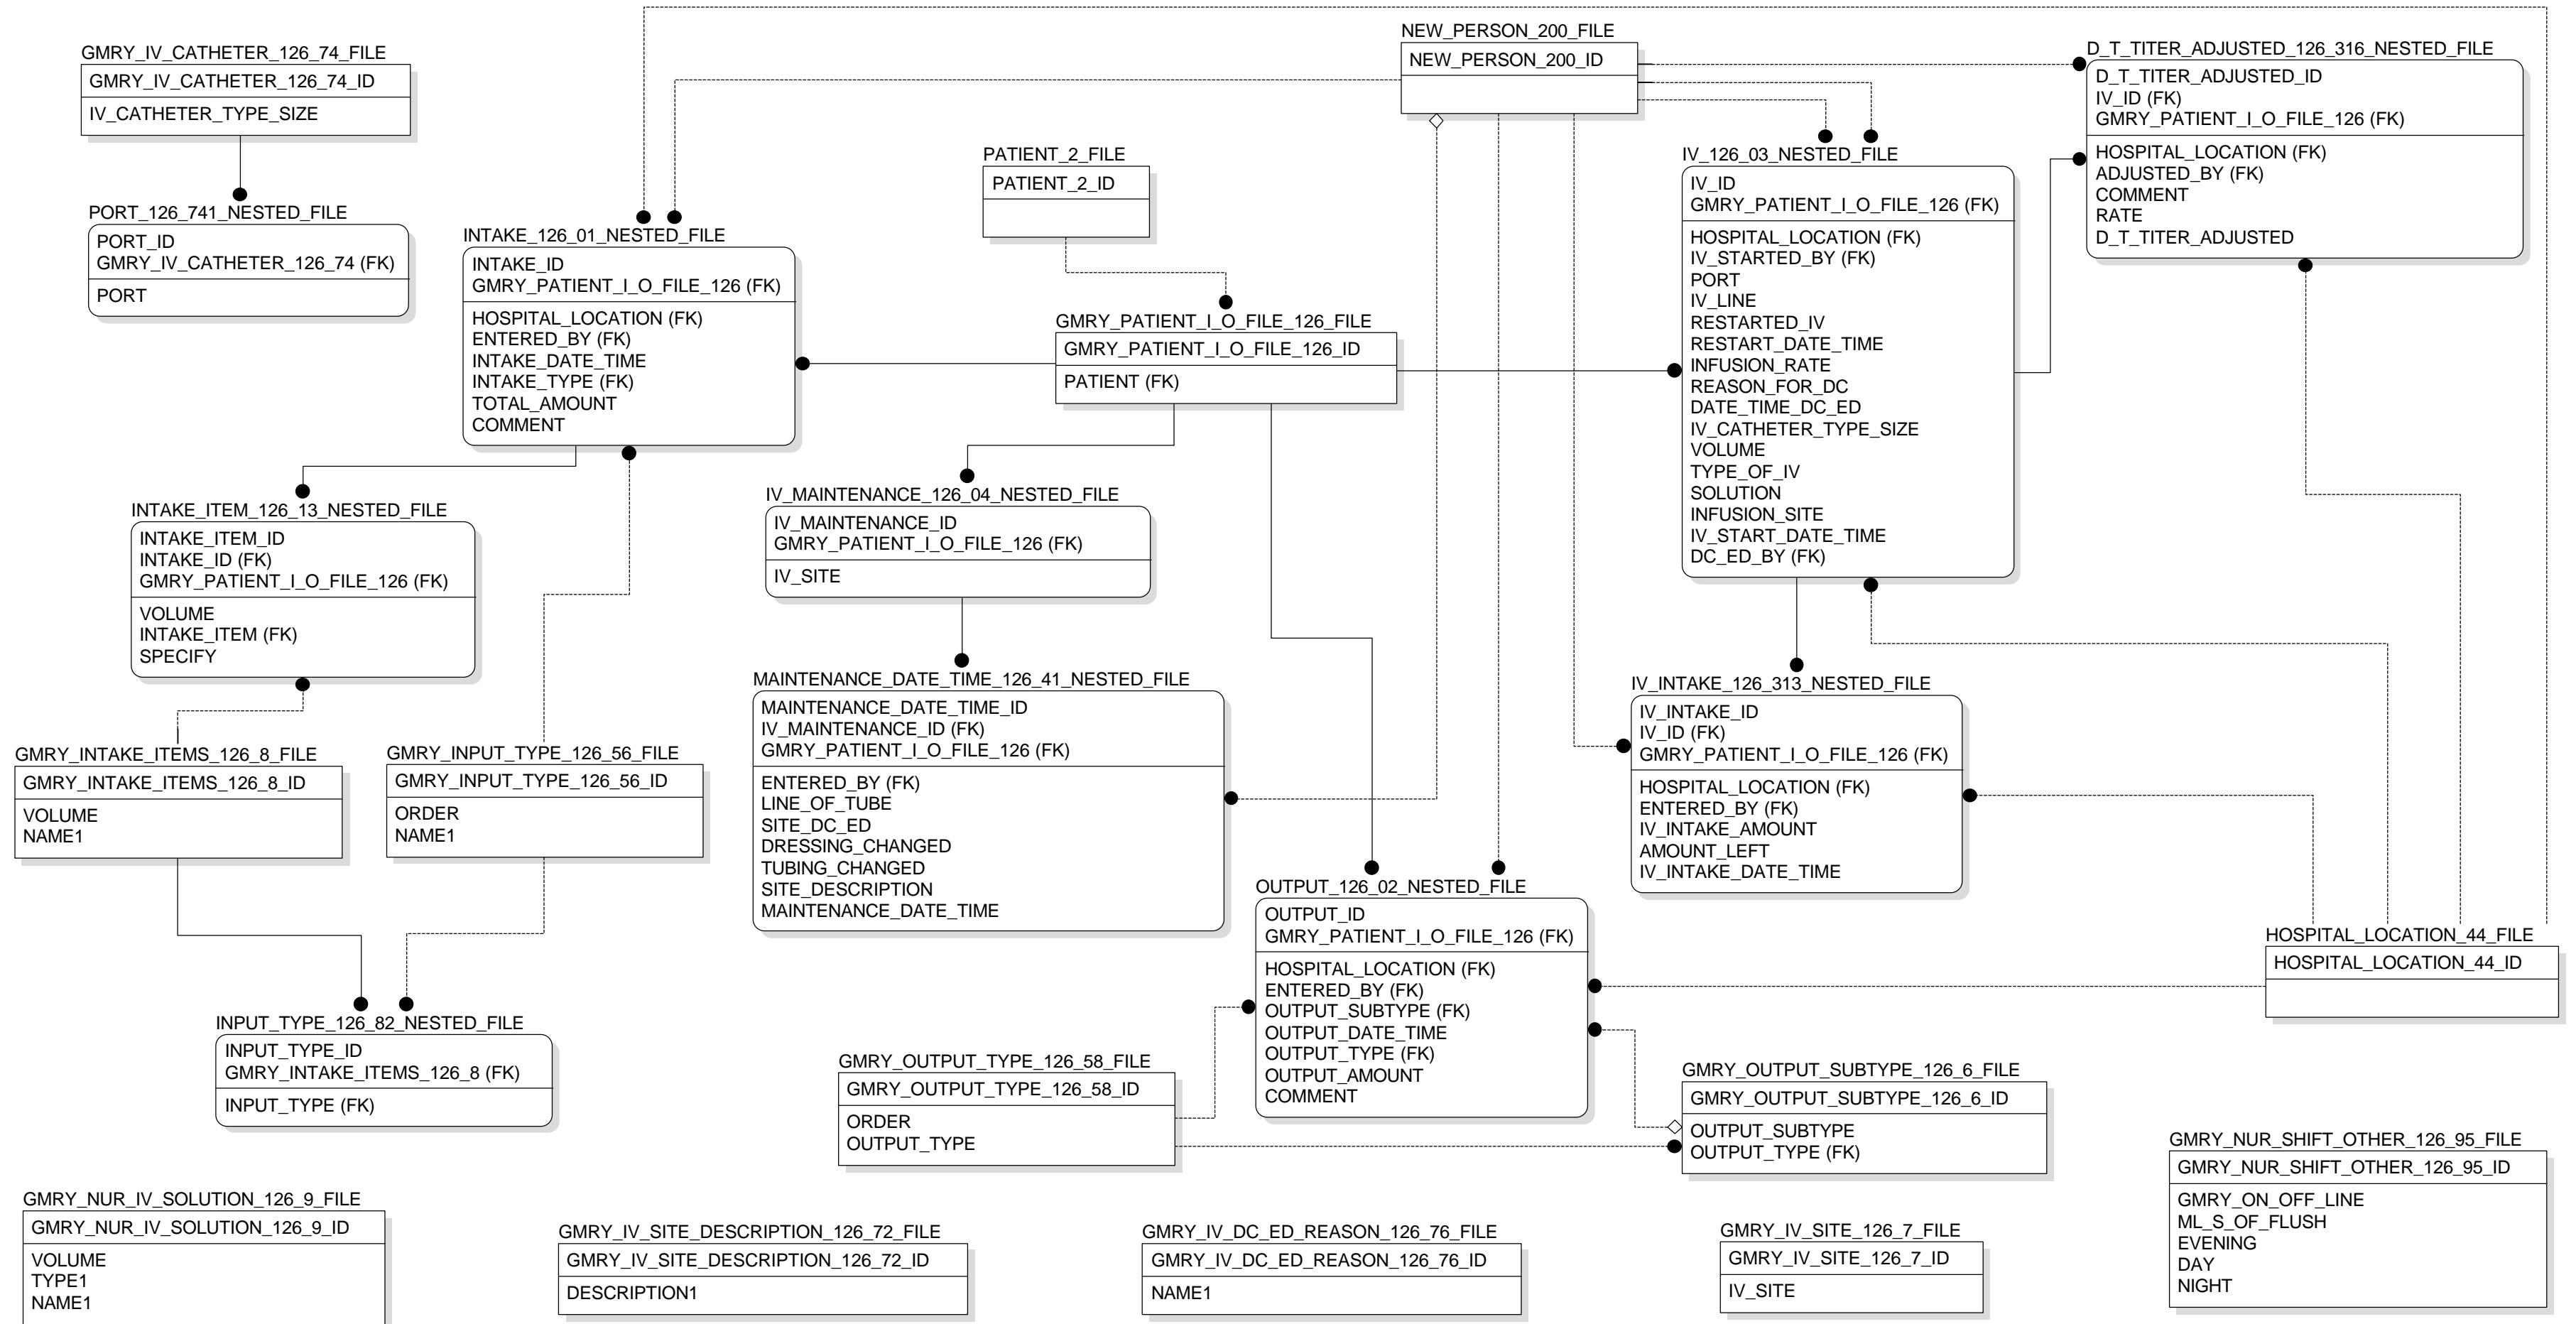 GMRY_IV_CATHETER_126_74_FILE
GMRY_IV_CATHETER_126_74_ID
IV_CATHETER_TYPE_SIZE
PORT_126_741_NESTED_FILE
PORT_ID
GMRY_IV_CATHETER_126_74 (FK)
PORT
NEW_PERSON_200_FILE
NEW_PERSON_200_ID
D_T_TITER_ADJUSTED_126_316_NESTED_FILE
D_T_TITER_ADJUSTED_ID
IV_ID (FK)
GMRY_PATIENT_I_O_FILE_126 (FK)
HOSPITAL_LOCATION (FK)
ADJUSTED_BY (FK)
COMMENT
RATE
D_T_TITER_ADJUSTED
PATIENT_2_FILE
PATIENT_2_ID
IV_126_03_NESTED_FILE
IV_ID
GMRY_PATIENT_I_O_FILE_126 (FK)
HOSPITAL_LOCATION (FK)
IV_STARTED_BY (FK)
PORT
IV_LINE
RESTARTED_IV
RESTART_DATE_TIME
INFUSION_RATE
REASON_FOR_DC
DATE_TIME_DC_ED
IV_CATHETER_TYPE_SIZE
VOLUME
TYPE_OF_IV
SOLUTION
INFUSION_SITE
IV_START_DATE_TIME
DC_ED_BY (FK)
INTAKE_126_01_NESTED_FILE
INTAKE_ID
GMRY_PATIENT_I_O_FILE_126 (FK)
HOSPITAL_LOCATION (FK)
ENTERED_BY (FK)
INTAKE_DATE_TIME
INTAKE_TYPE (FK)
TOTAL_AMOUNT
COMMENT
GMRY_PATIENT_I_O_FILE_126_FILE
GMRY_PATIENT_I_O_FILE_126_ID
PATIENT (FK)
INTAKE_ITEM_126_13_NESTED_FILE
INTAKE_ITEM_ID
INTAKE_ID (FK)
GMRY_PATIENT_I_O_FILE_126 (FK)
VOLUME
INTAKE_ITEM (FK)
SPECIFY
IV_MAINTENANCE_126_04_NESTED_FILE
IV_MAINTENANCE_ID
GMRY_PATIENT_I_O_FILE_126 (FK)
IV_SITE
MAINTENANCE_DATE_TIME_126_41_NESTED_FILE
MAINTENANCE_DATE_TIME_ID
IV_MAINTENANCE_ID (FK)
GMRY_PATIENT_I_O_FILE_126 (FK)
ENTERED_BY (FK)
LINE_OF_TUBE
SITE_DC_ED
DRESSING_CHANGED
TUBING_CHANGED
SITE_DESCRIPTION
MAINTENANCE_DATE_TIME
IV_INTAKE_126_313_NESTED_FILE
IV_INTAKE_ID
IV_ID (FK)
GMRY_PATIENT_I_O_FILE_126 (FK)
HOSPITAL_LOCATION (FK)
ENTERED_BY (FK)
IV_INTAKE_AMOUNT
AMOUNT_LEFT
IV_INTAKE_DATE_TIME
GMRY_INTAKE_ITEMS_126_8_FILE
GMRY_INTAKE_ITEMS_126_8_ID
VOLUME
NAME1
GMRY_INPUT_TYPE_126_56_FILE
GMRY_INPUT_TYPE_126_56_ID
ORDER
NAME1
OUTPUT_126_02_NESTED_FILE
OUTPUT_ID
GMRY_PATIENT_I_O_FILE_126 (FK)
HOSPITAL_LOCATION (FK)
ENTERED_BY (FK)
OUTPUT_SUBTYPE (FK)
OUTPUT_DATE_TIME
OUTPUT_TYPE (FK)
OUTPUT_AMOUNT
COMMENT
HOSPITAL_LOCATION_44_FILE
HOSPITAL_LOCATION_44_ID
INPUT_TYPE_126_82_NESTED_FILE
INPUT_TYPE_ID
GMRY_INTAKE_ITEMS_126_8 (FK)
INPUT_TYPE (FK)
GMRY_OUTPUT_TYPE_126_58_FILE
GMRY_OUTPUT_TYPE_126_58_ID
ORDER
OUTPUT_TYPE
GMRY_OUTPUT_SUBTYPE_126_6_FILE
GMRY_OUTPUT_SUBTYPE_126_6_ID
OUTPUT_SUBTYPE
OUTPUT_TYPE (FK)
GMRY_NUR_SHIFT_OTHER_126_95_FILE
GMRY_NUR_SHIFT_OTHER_126_95_ID
GMRY_ON_OFF_LINE
ML_S_OF_FLUSH
EVENING
DAY
NIGHT
GMRY_NUR_IV_SOLUTION_126_9_FILE
GMRY_NUR_IV_SOLUTION_126_9_ID
VOLUME
TYPE1
NAME1
GMRY_IV_SITE_DESCRIPTION_126_72_FILE
GMRY_IV_SITE_DESCRIPTION_126_72_ID
DESCRIPTION1
GMRY_IV_DC_ED_REASON_126_76_FILE
GMRY_IV_DC_ED_REASON_126_76_ID
NAME1
GMRY_IV_SITE_126_7_FILE
GMRY_IV_SITE_126_7_ID
IV_SITE